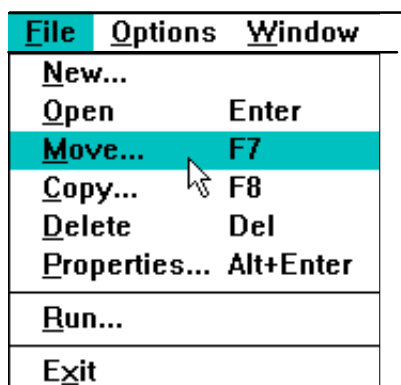 File Options Window
New...
Open Enter
Move... F7
Copy... F8
Delete Del
Properties... Alt+Enter
Run...
Exit